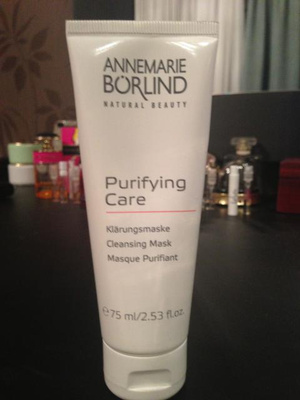 ANNEMARIE
BÖRLIND
NATURAL BEAUTY
Purifying
Care
Klärungsmaske
Cleansing Mask
Masque Purifiant
℮75 ml/2.53 fl.oz.